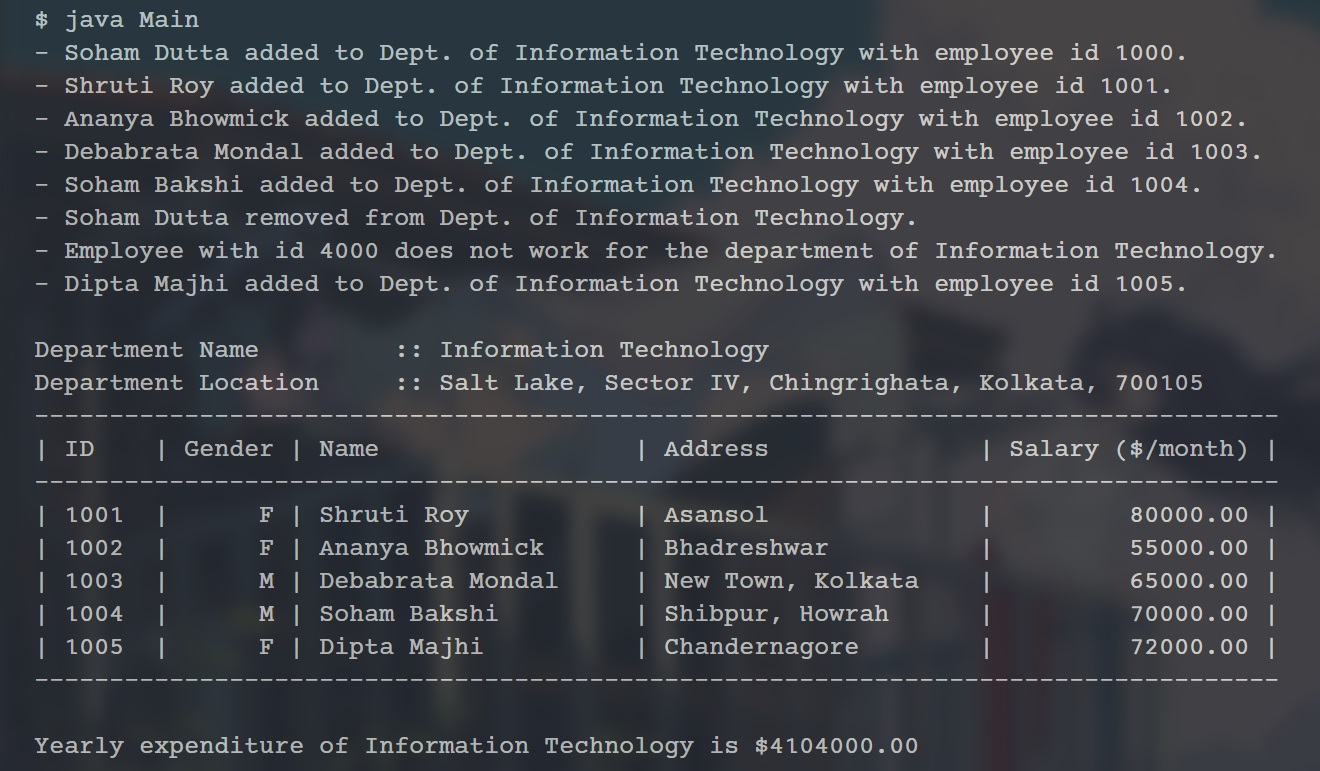 $ java Main
- Soham Dutta added to Dept. of Information Technology with employee id 1000.
- Shruti Roy added to Dept. of Information Technology with employee id 1001.
- Ananya Bhowmick added to Dept. of Information Technology with employee id 1002.
- Debabrata Mondal added to Dept. of Information Technology with employee id 1003.
- Soham Bakshi added to Dept. of Information Technology with employee id 1004.
- Soham Dutta removed from Dept. of Information Technology.
- Employee with id 4000 does not work for the department of Information Technology.
- Dipta Majhi added to Dept. of Information Technology with employee id 1005.

Department Name         :: Information Technology
Department Location     :: Salt Lake, Sector IV, Chingrighata, Kolkata, 700105
-----------------------------------------------------------------------------------
| ID    | Gender | Name                 | Address              | Salary ($/month) |
-----------------------------------------------------------------------------------
| 1001  |      F | Shruti Roy           | Asansol              |         80000.00 |
| 1002  |      F | Ananya Bhowmick      | Bhadreshwar          |         55000.00 |
| 1003  |      M | Debabrata Mondal     | New Town, Kolkata    |         65000.00 |
| 1004  |      M | Soham Bakshi         | Shibpur, Howrah      |         70000.00 |
| 1005  |      F | Dipta Majhi          | Chandernagore        |         72000.00 |
-----------------------------------------------------------------------------------

Yearly expenditure of Information Technology is $4104000.00